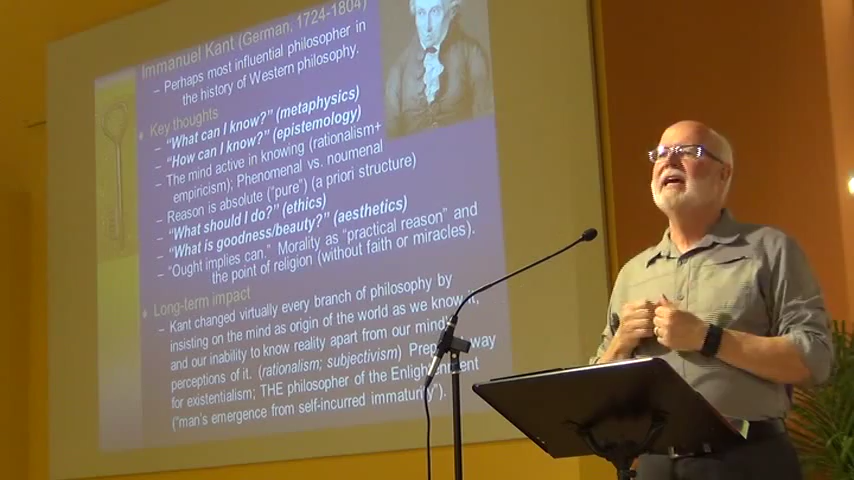 Immanuel Kant (German, 1724-1804)
– Perhaps most influential philosopher in
the history of Western philosophy.
Key thoughts
– "What can I know?" (metaphysics)
– "How can I know?" (epistemology)
– The mind active in knowing (rationalism+
empiricism); Phenomenal vs. noumenal
– Reason is absolute ("pure") (a priori structure)
– "What should I do?" (ethics)
– "What is goodness/beauty?" (aesthetics)
– "Ought implies can." Morality as "practical reason" and
the point of religion (without faith or miracles).
Long-term impact
– Kant changed virtually every branch of philosophy by
insisting on the mind as origin of the world as we know it,
and our inability to know reality apart from our mind's
perceptions of it. (rationalism; subjectivism) way
for existentialism; THE philosopher of the Enlightenment
("man's emergence from self-incurred immaturity").